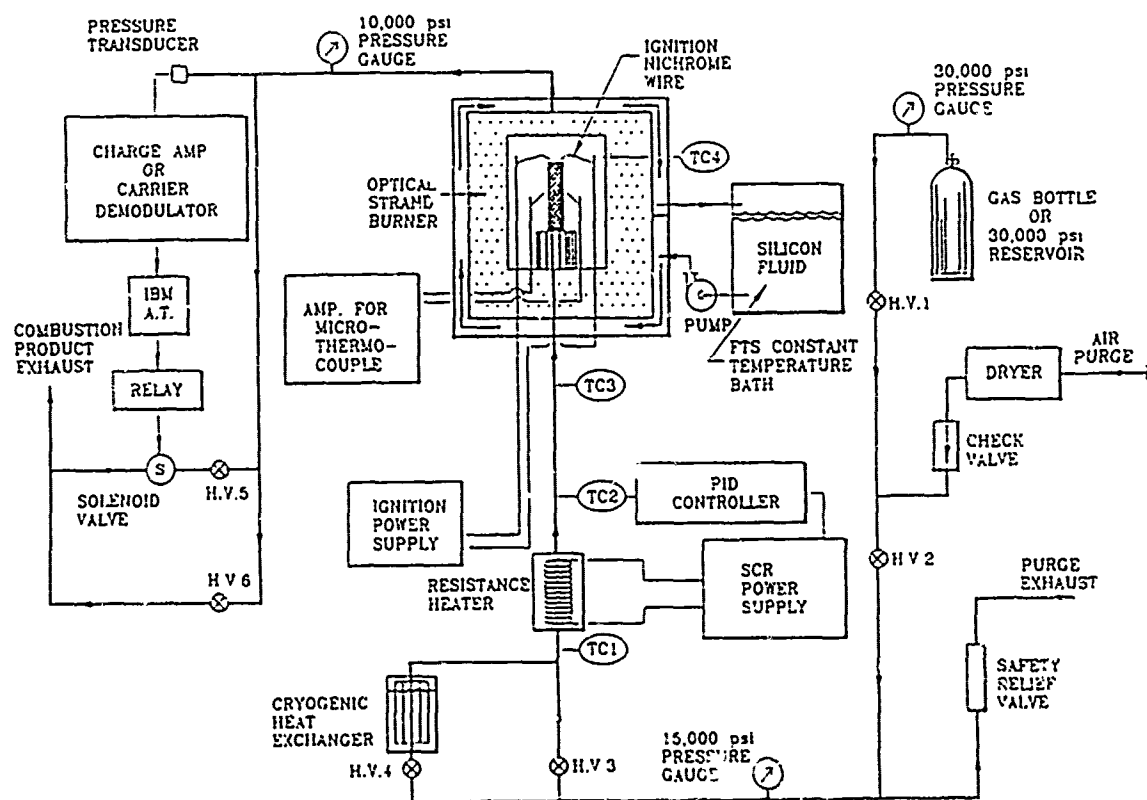 PRESSURE
TRANSDUCER
10,000 psi
PRESSURE
GAUGE
IGNITION
NICHROME
WIRE
30,000 psi
PRESSURE
GAUGE
CHARGE AMP
OR
CARRIER
DEMODULATOR
OPTICAL
STRAND
BURNER
TC4
GAS BOTTLE
OR
30,000 psi
RESERVOIR
SILICON
FLUID
IBM
A.T.
AMP. FOR
MICRO-
THERMO-
COUPLE
PUMP
H.V.1
COMBUSTION
PRODUCT
EXHAUST
FTS CONSTANT
TEMPERATURE
BATH
AIR
PURGE
DRYER
RELAY
TC3
CHECK
VALVE
S
H.V.5
SOLENOID
VALVE
IGNITION
POWER
SUPPLY
TC2
PID
CONTROLLER
H V 2
H V 6
RESISTANCE
HEATER
SCR
POWER
SUPPLY
PURGE
EXHAUST
TC1
SAFETY
RELIEF
VALVE
CRYOGENIC
HEAT
EXCHANGER
H.V.4
H.V 3
15,000 psi
PRESSURE
GAUGE